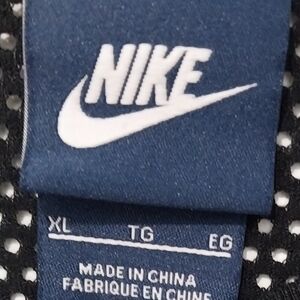 NIKE
XL TG EG
MADE IN CHINA
FABRIQUE EN CHINE